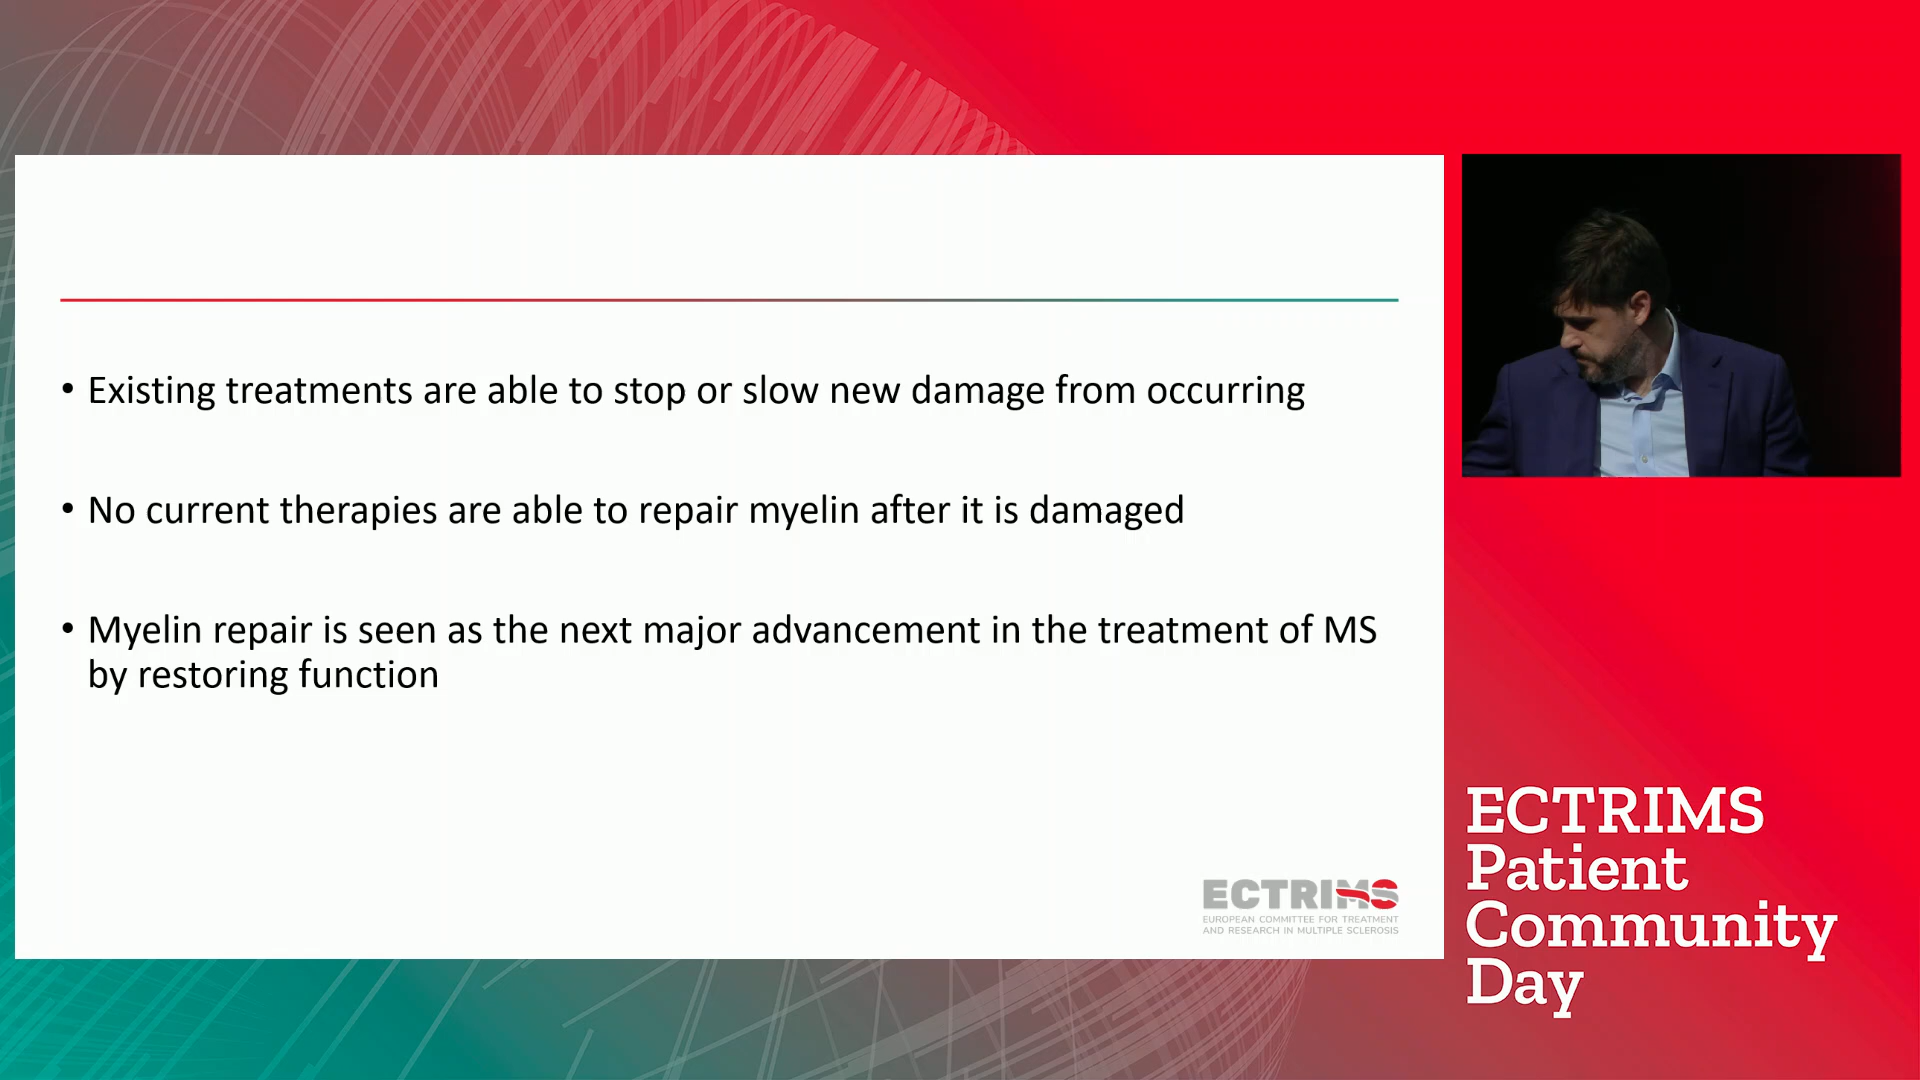 • Existing treatments are able to stop or slow new damage from occurring
• No current therapies are able to repair myelin after it is damaged
• Myelin repair is seen as the next major advancement in the treatment of MS
by restoring function
ECTRIMS
EUROPEAN COMMITTEE FOR TREATMENT
AND RESEARCH IN MULTIPLE SCLEROSIS
ECTRIMS
Patient
Community
Day